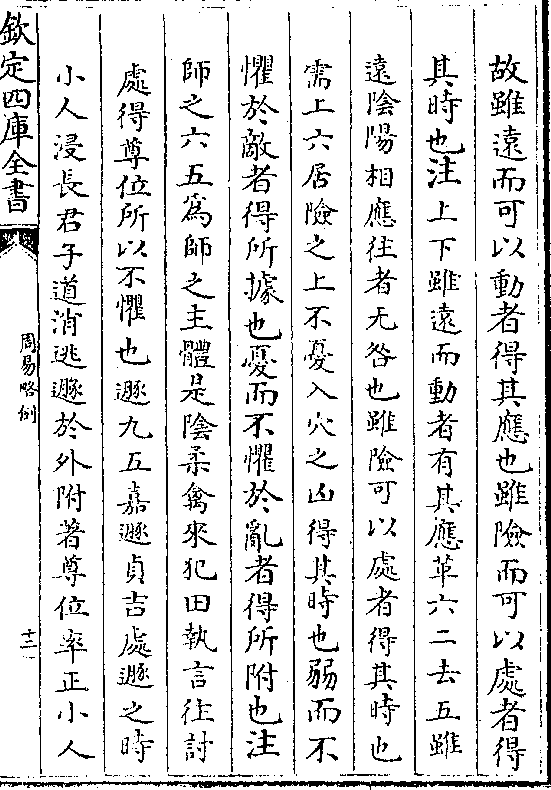 故雖遠而可以動者得其應也雖險而可以處者得
其時也注上下雖遠而動者有其應革六二去五雖
遠陰陽相應往者无咎也雖險可以處者得其時也
需上六居險之上不憂入穴之凶得其時也弱而不
懼於敵者得所據也憂而不懼於亂者得所附也注
師之六五為師之主體是陰柔禽來犯田執言往討
處得尊位所以不懼也遯九五嘉遯貞吉處遯之時
小人浸長君子道消逃遯於外附著尊位率正小人
欽定四庫全書
周易略例
十二